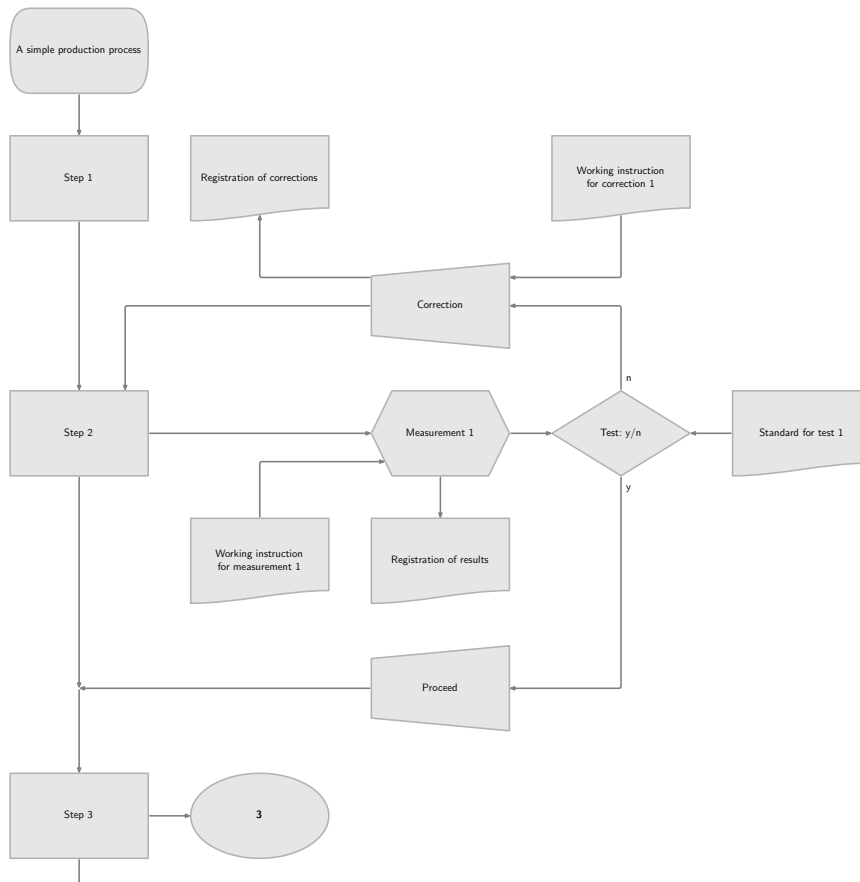 A simple production process
Step 1
Registration of corrections
Working instruction
for correction 1
Correction
n
Step 2
Measurement 1
Test: y/n
Standard for test 1
y
Working instruction
for measurement 1
Registration of results
Proceed
Step 3
3